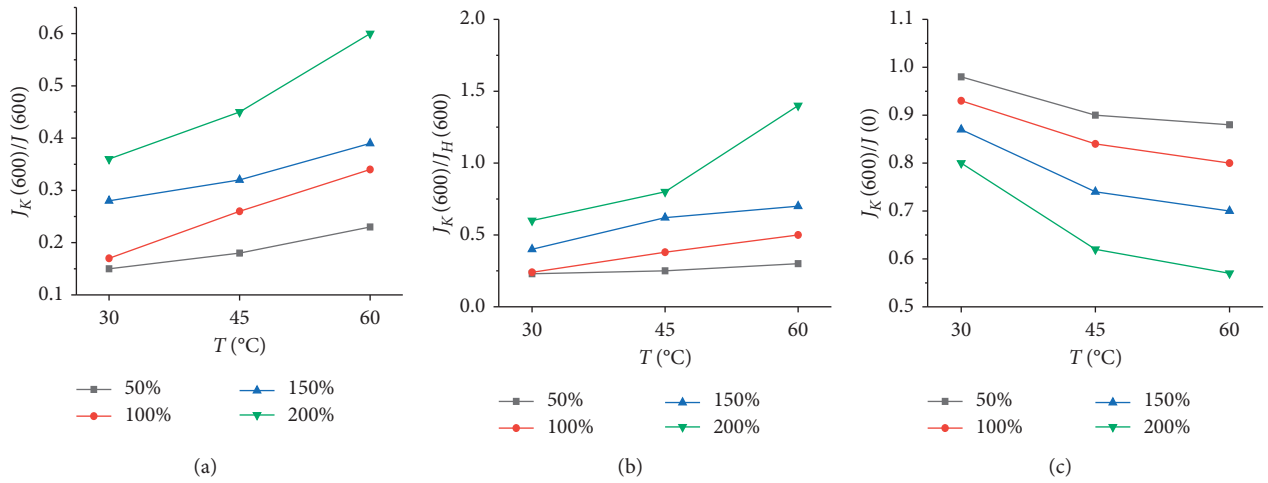 J_K (600)/J (600)
0.6
0.5
0.4
0.3
0.2
0.1
30 45 60
T (°C)
50% 150%
100% 200%
(a)
J_K (600)/J_H (600)
2.0
1.5
1.0
0.5
0.0
30 45 60
T (°C)
50% 150%
100% 200%
(b)
J_K (600)/J (0)
1.1
1.0
0.9
0.8
0.7
0.6
0.5
30 45 60
T (°C)
50% 150%
100% 200%
(c)